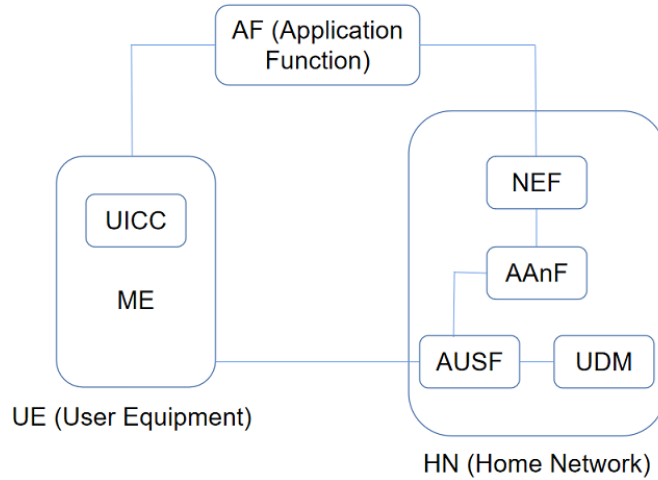 AF (Application
Function)
NEF
UICC
AAnF
ME
AUSF
UDM
UE (User Equipment)
HN (Home Network)